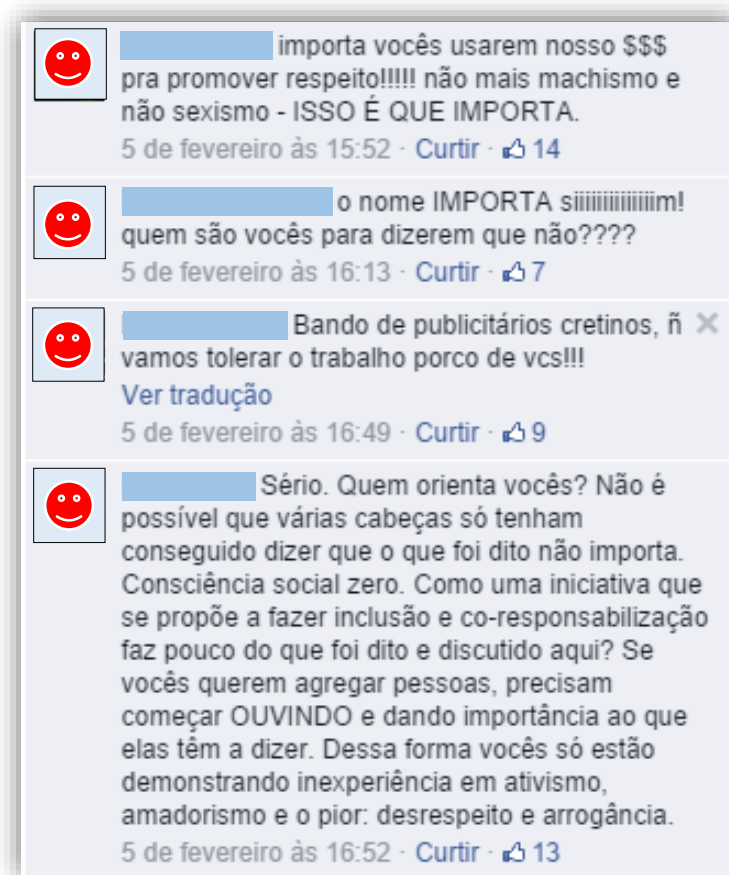 importa vocês usarem nosso $$$
pra promover respeito!!!!! não mais machismo e
não sexismo - ISSO É QUE IMPORTA.
5 de fevereiro às 15:52 · Curtir · 14
o nome IMPORTA siiiiiiiiiiiiiim!
quem são vocês para dizerem que não????
5 de fevereiro às 16:13 · Curtir · 7
Bando de publicitários cretinos, ñ
vamos tolerar o trabalho porco de vcs!!!
Ver tradução
5 de fevereiro às 16:49 · Curtir · 9
Sério. Quem orienta vocês? Não é
possível que várias cabeças só tenham
conseguido dizer que o que foi dito não importa.
Consciência social zero. Como uma iniciativa que
se propõe a fazer inclusão e co-responsabilização
faz pouco do que foi dito e discutido aqui? Se
vocês querem agregar pessoas, precisam
começar OUVINDO e dando importância ao que
elas têm a dizer. Dessa forma vocês só estão
demonstrando inexperiência em ativismo,
amadorismo e o pior: desrespeito e arrogância.
5 de fevereiro às 16:52 · Curtir · 13